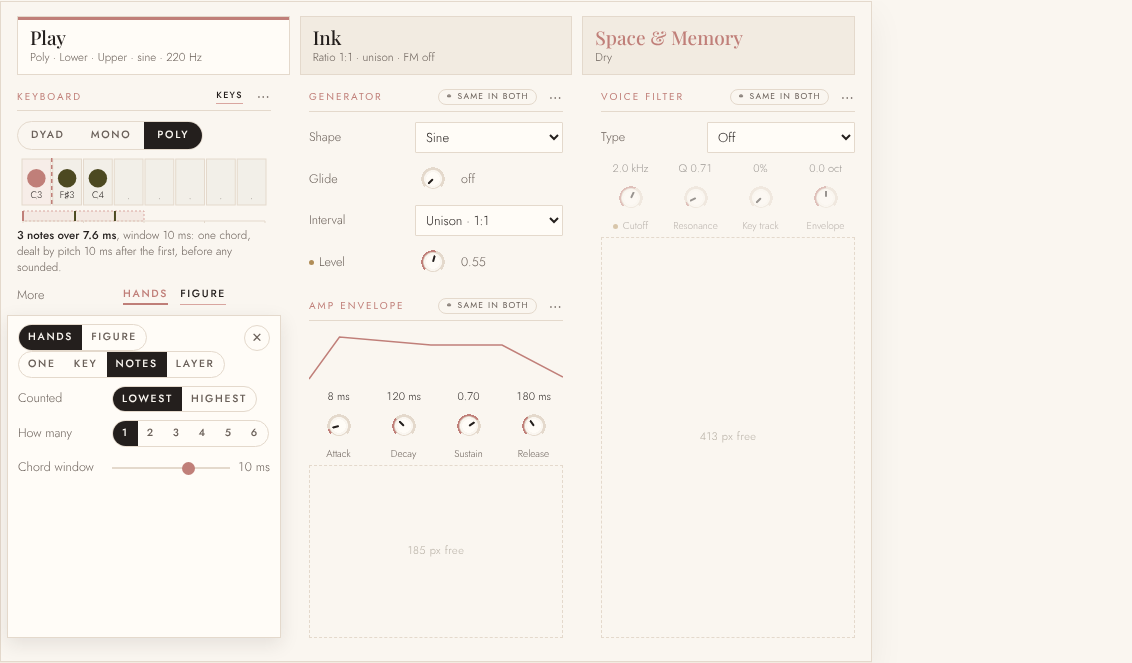 Play
Poly · Lower · Upper · sine · 220 Hz
Ink
Ratio 1:1 · unison · FM off
Space & Memory
Dry
KEYBOARD
KEYS
...
DYAD MONO POLY
C3 F♯3 C4
3 notes over 7.6 ms, window 10 ms: one chord,
dealt by pitch 10 ms after the first, before any
sounded.
More
HANDS FIGURE
HANDS FIGURE
✕
ONE KEY NOTES LAYER
Counted
LOWEST HIGHEST
How many
1 2 3 4 5 6
Chord window
10 ms
GENERATOR
SAME IN BOTH
...
Shape
Sine
Glide
off
Interval
Unison · 1:1
Level
0.55
AMP ENVELOPE
SAME IN BOTH
...
8 ms 120 ms 0.70 180 ms
Attack Decay Sustain Release
185 px free
VOICE FILTER
SAME IN BOTH
...
Type
Off
2.0 kHz Q 0.71 0% 0.0 oct
Cutoff Resonance Key track Envelope
413 px free